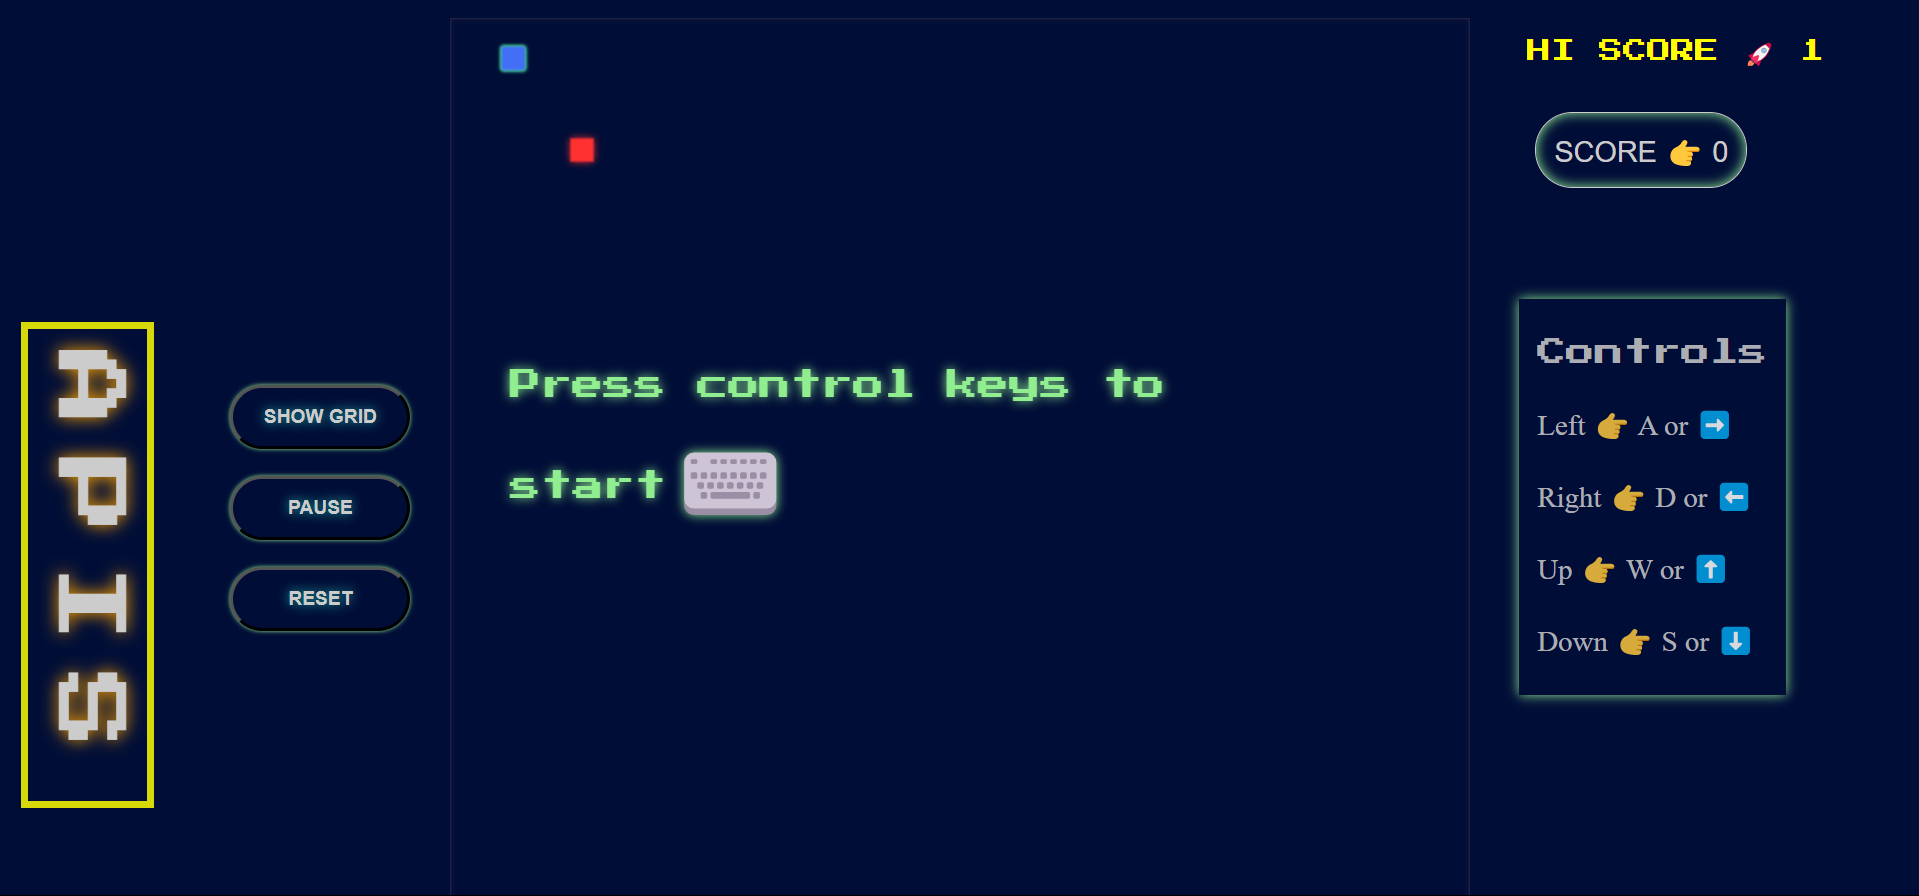 APIS
SHOW GRID
PAUSE
RESET
Press control keys to
start ⌨️
HI SCORE 🚀 1
SCORE 👉 0
Controls
Left 👉 A or ➡️
Right 👉 D or ⬅️
Up 👉 W or ⬆️
Down 👉 S or ⬇️